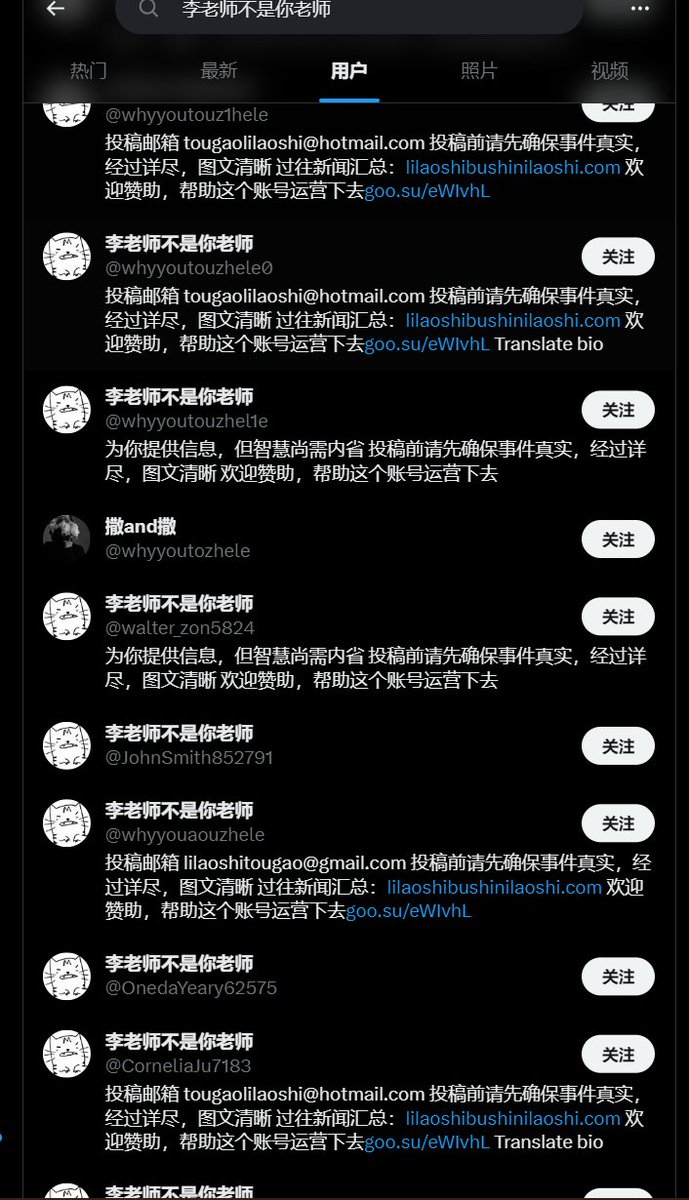 李老师不是你老师
热门 最新 用户 照片 视频
@whyyoutouz1hele
关注
投稿邮箱 tougaolilaoshi@hotmail.com 投稿前请先确保事件真实，
经过详尽，图文清晰 过往新闻汇总：lilaoshibushinilaoshi.com 欢
迎赞助，帮助这个账号运营下去goo.su/eWIvhL
李老师不是你老师
@whyyoutouzhele0
关注
投稿邮箱 tougaolilaoshi@hotmail.com 投稿前请先确保事件真实，
经过详尽，图文清晰 过往新闻汇总：lilaoshibushinilaoshi.com 欢
迎赞助，帮助这个账号运营下去goo.su/eWIvhL Translate bio
李老师不是你老师
@whyyoutouzhel1e
关注
为你提供信息，但智慧尚需内省 投稿前请先确保事件真实，经过详
尽，图文清晰 欢迎赞助，帮助这个账号运营下去
撒and撒
@whyyoutozhele
关注
李老师不是你老师
@walter_zon5824
关注
为你提供信息，但智慧尚需内省 投稿前请先确保事件真实，经过详
尽，图文清晰 欢迎赞助，帮助这个账号运营下去
李老师不是你老师
@JohnSmith852791
关注
李老师不是你老师
@whyyouaouzhele
关注
投稿邮箱 lilaoshitougao@gmail.com 投稿前请先确保事件真实，经
过详尽，图文清晰 过往新闻汇总：lilaoshibushinilaoshi.com 欢迎
赞助，帮助这个账号运营下去goo.su/eWIvhL
李老师不是你老师
@OnedaYeary62575
关注
李老师不是你老师
@CorneliaJu7183
关注
投稿邮箱 tougaolilaoshi@hotmail.com 投稿前请先确保事件真实，
经过详尽，图文清晰 过往新闻汇总：lilaoshibushinilaoshi.com 欢
迎赞助，帮助这个账号运营下去goo.su/eWIvhL Translate bio
李老师不是你老师